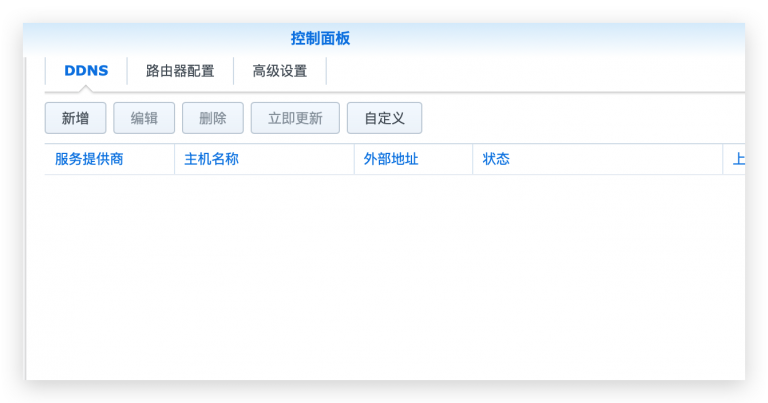 控制面板
DDNS 路由器配置 高级设置
新增 编辑 删除 立即更新 自定义
服务提供商 主机名称 外部地址 状态 上